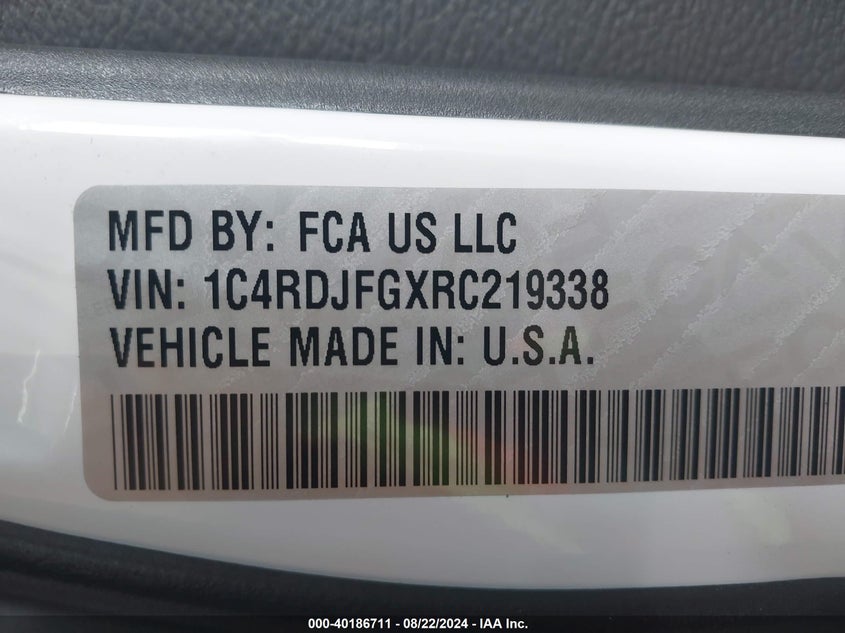 MFD BY: FCA US LLC
VIN: 1C4RDJFGXRC219338
VEHICLE MADE IN: U.S.A.
000-40186711 - 08/22/2024 - IAA Inc.